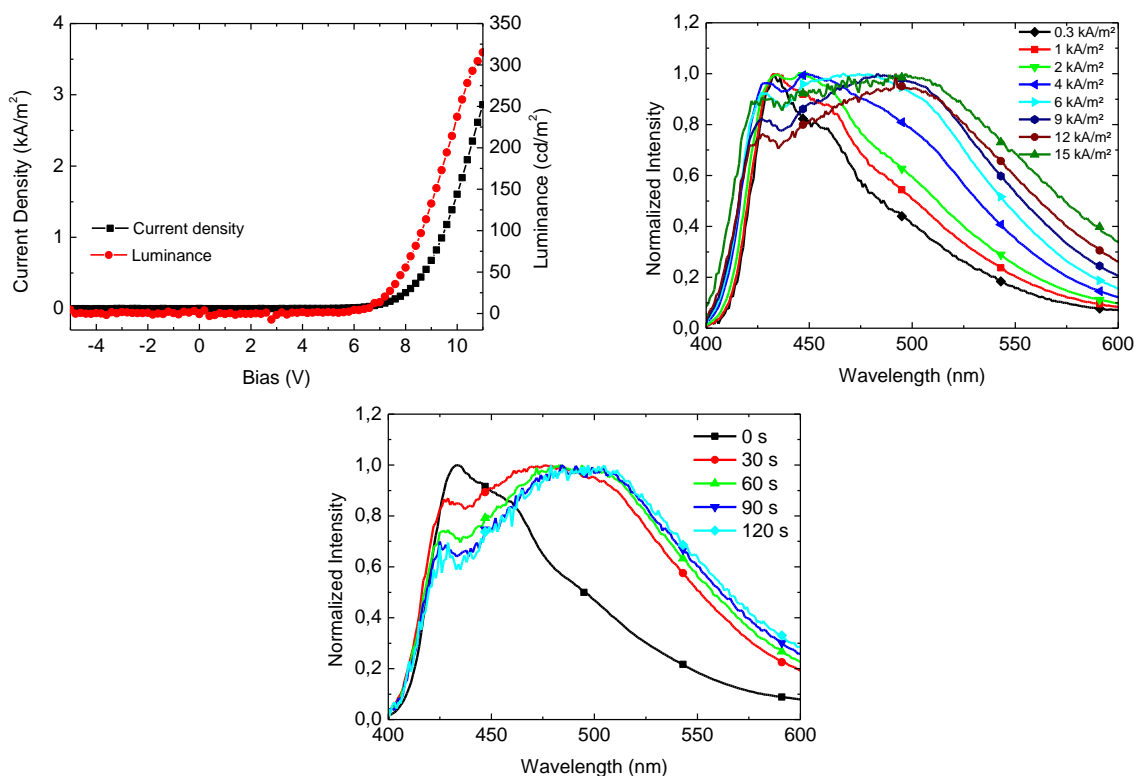 Current Density (kA/m²)
4
3
2
1
0
350
300
250
200
150
100
50
0
Luminance (cd/m²)
Current density
Luminance
-4 -2 0 2 4 6 8 10
Bias (V)
Normalized Intensity
1,2
1,0
0,8
0,6
0,4
0,2
0,0
0.3 kA/m²
1 kA/m²
2 kA/m²
4 kA/m²
6 kA/m²
9 kA/m²
12 kA/m²
15 kA/m²
400 450 500 550 600
Wavelength (nm)
Normalized Intensity
1,2
1,0
0,8
0,6
0,4
0,2
0,0
0 s
30 s
60 s
90 s
120 s
400 450 500 550 600
Wavelength (nm)